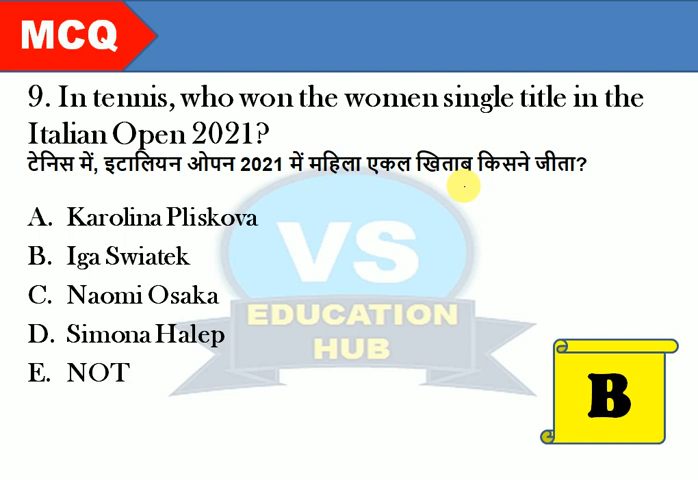 MCQ
9. In tennis, who won the women single title in the
Italian Open 2021?
टेनिस में, इटालियन ओपन 2021 में महिला एकल खिताब किसने जीता?
A. Karolina Pliskova
B. Iga Swiatek
C. Naomi Osaka
D. Simona Halep
E. NOT
VS
EDUCATION
HUB
B